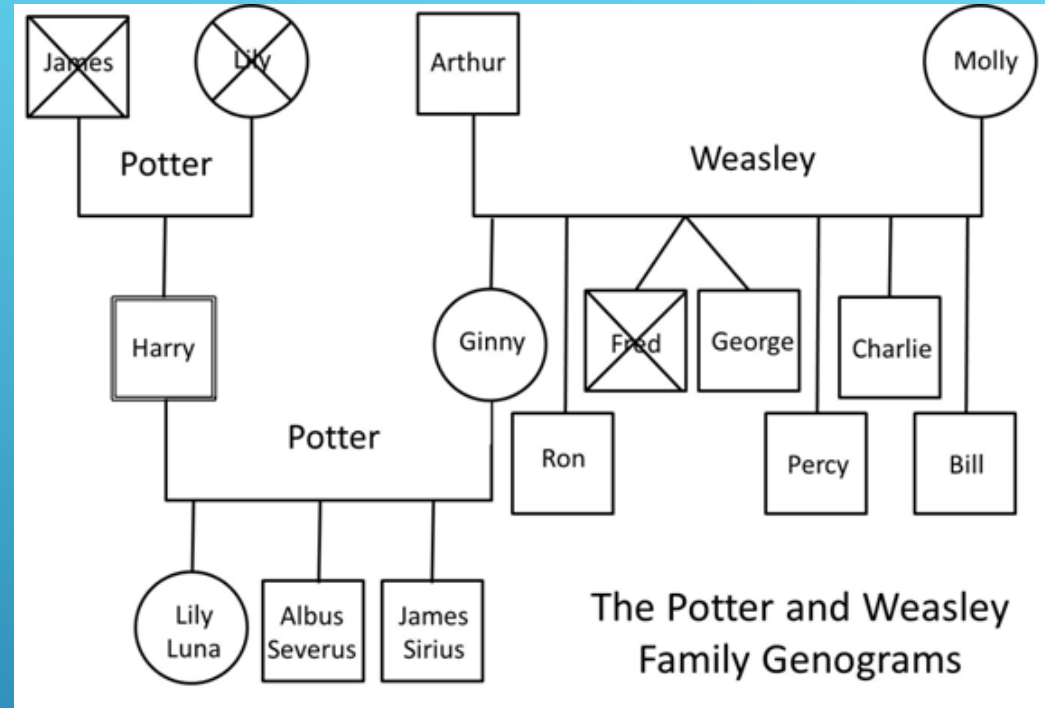 James
Lily
Arthur
Molly
Potter
Weasley
Harry
Ginny
Fred
George
Charlie
Potter
Ron
Percy
Bill
Lily
Luna
Albus
Severus
James
Sirius
The Potter and Weasley
Family Genograms